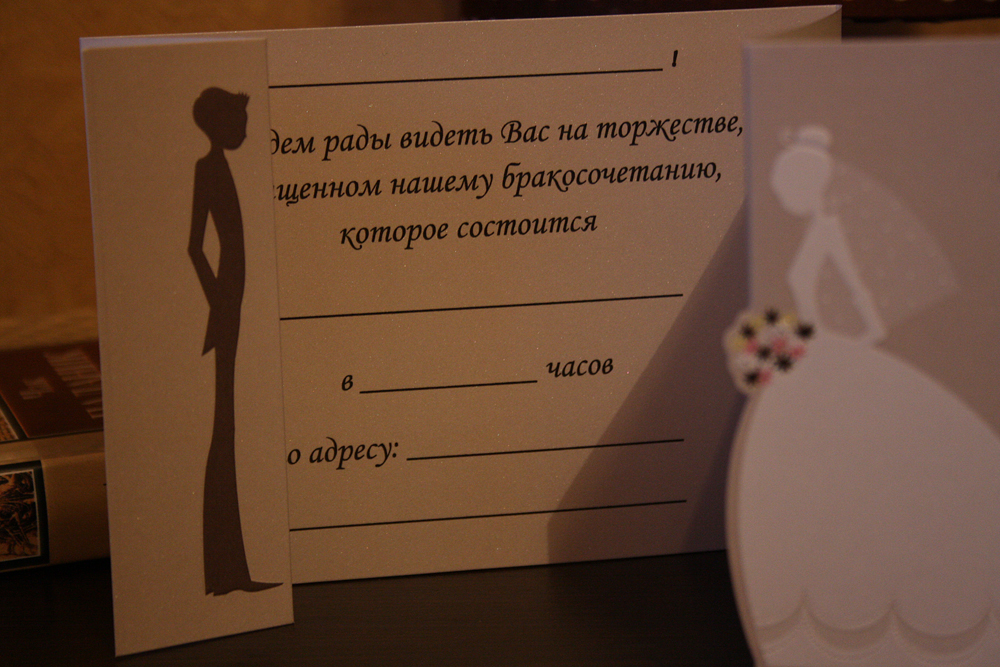 !
дем рады видеть Вас на торжестве,
щенном нашему бракосочетанию,
которое состоится
в часов
о адресу: